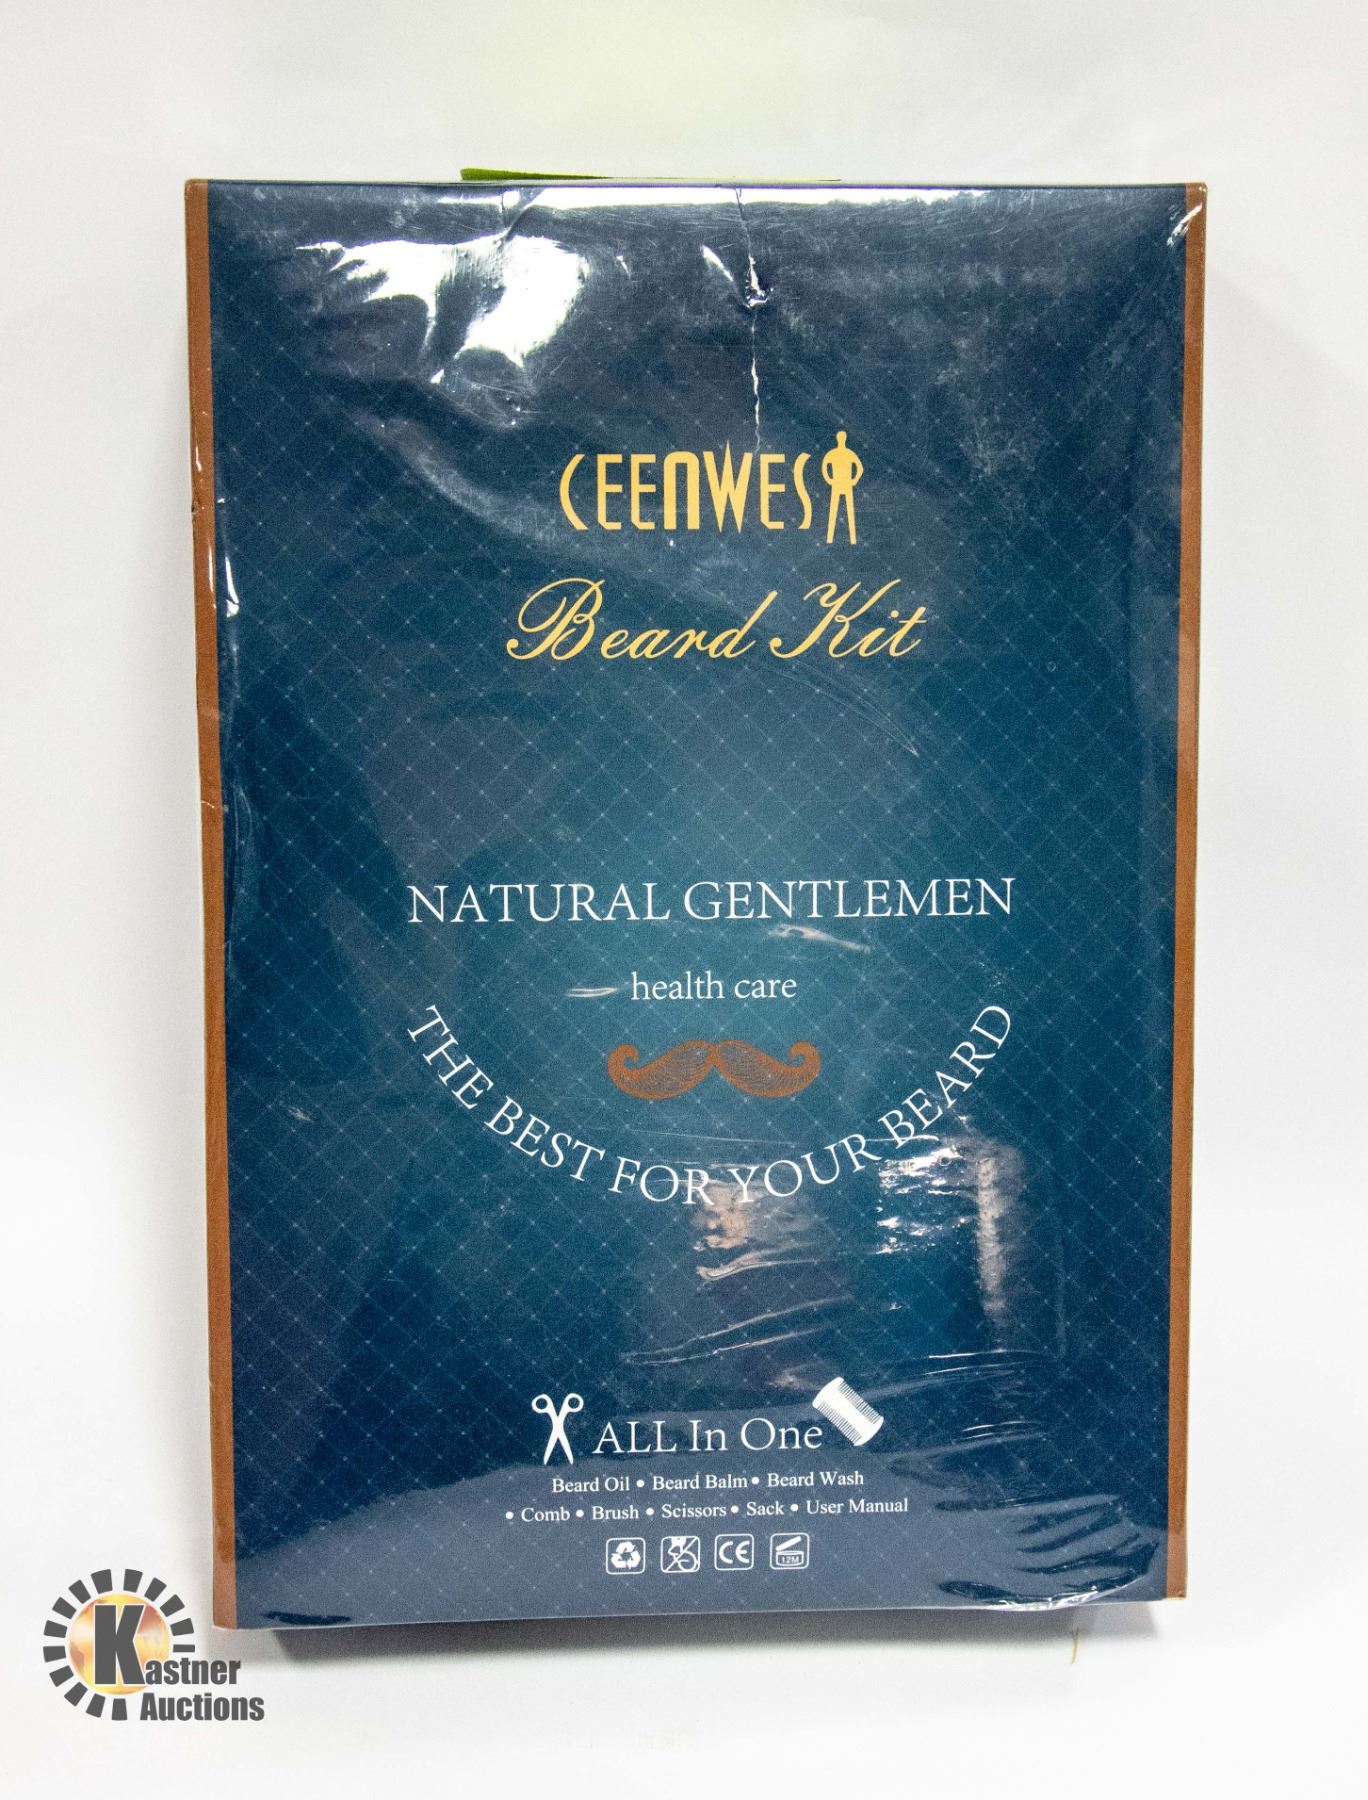 CEENWES
Beard Kit
NATURAL GENTLEMEN
health care
THE BEST FOR YOUR BEARD
ALL In One
Beard Oil • Beard Balm • Beard Wash
• Comb • Brush • Scissors • Sack • User Manual
CE
12M
Kastner
Auctions